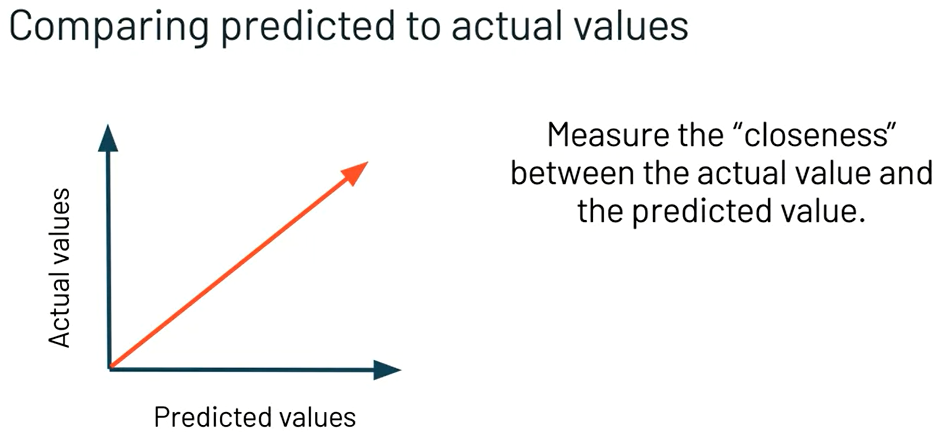 Comparing predicted to actual values
Measure the “closeness”
between the actual value and
the predicted value.
Actual values
Predicted values